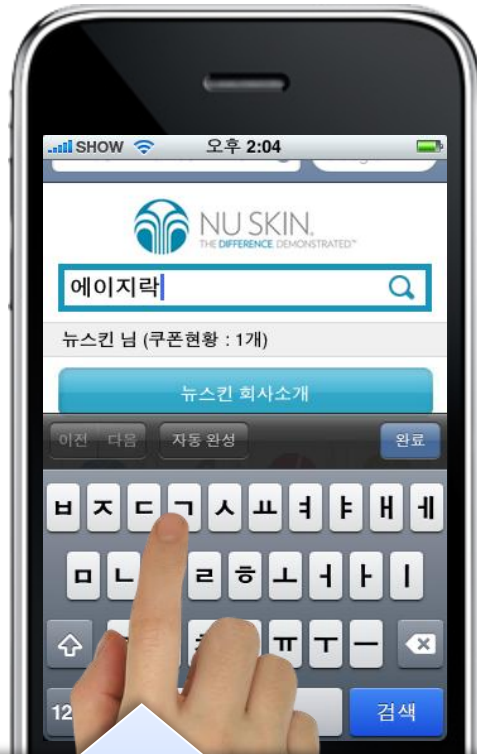 SHOW 오후 2:04
NU SKIN.
THE DIFFERENCE DEMONSTRATED™
에이지락
뉴스킨 님 (쿠폰현황 : 1개)
뉴스킨 회사소개
이전 다음 자동 완성 완료
ㅂ ㅈ ㄷ ㄱ ㅅ ㅛ ㅕ ㅑ ㅐ ㅔ
ㅁ ㄴ ㄹ ㅎ ㅗ ㅓ ㅏ ㅣ
ㅠ ㅜ ㅡ
12 검색